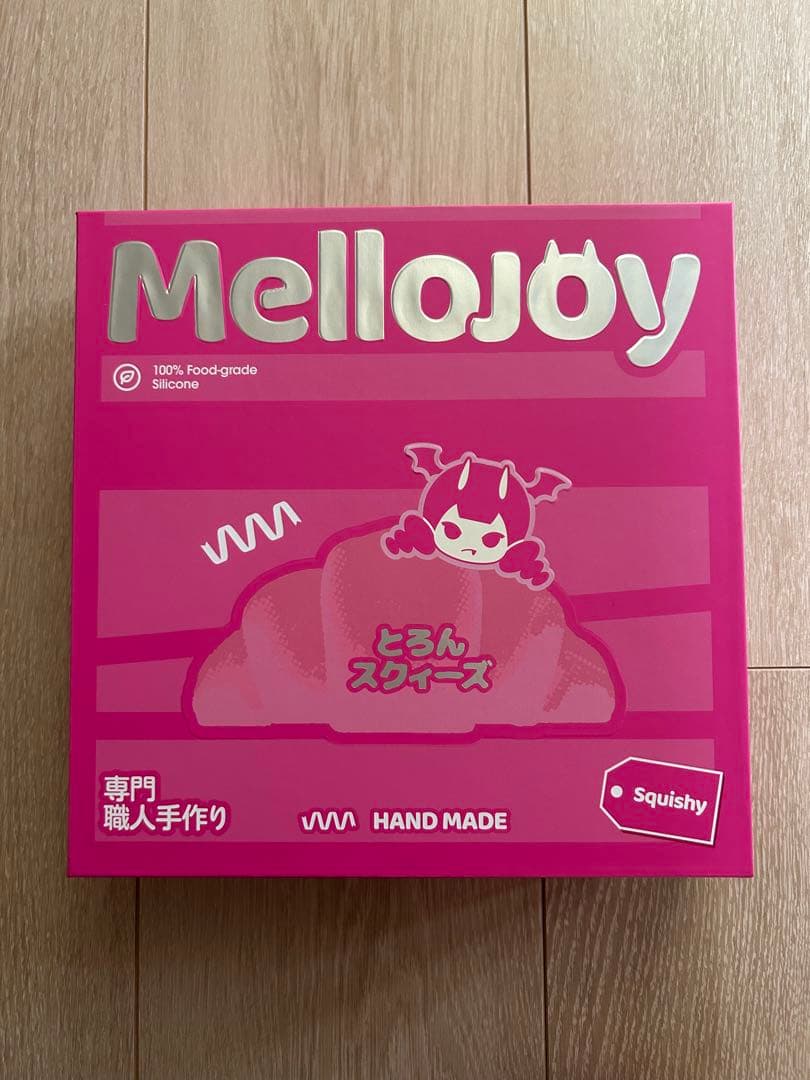 Mellojoy
100% Food-grade
Silicone
とろん
スクィーズ
専門
職人手作り
HAND MADE
Squishy